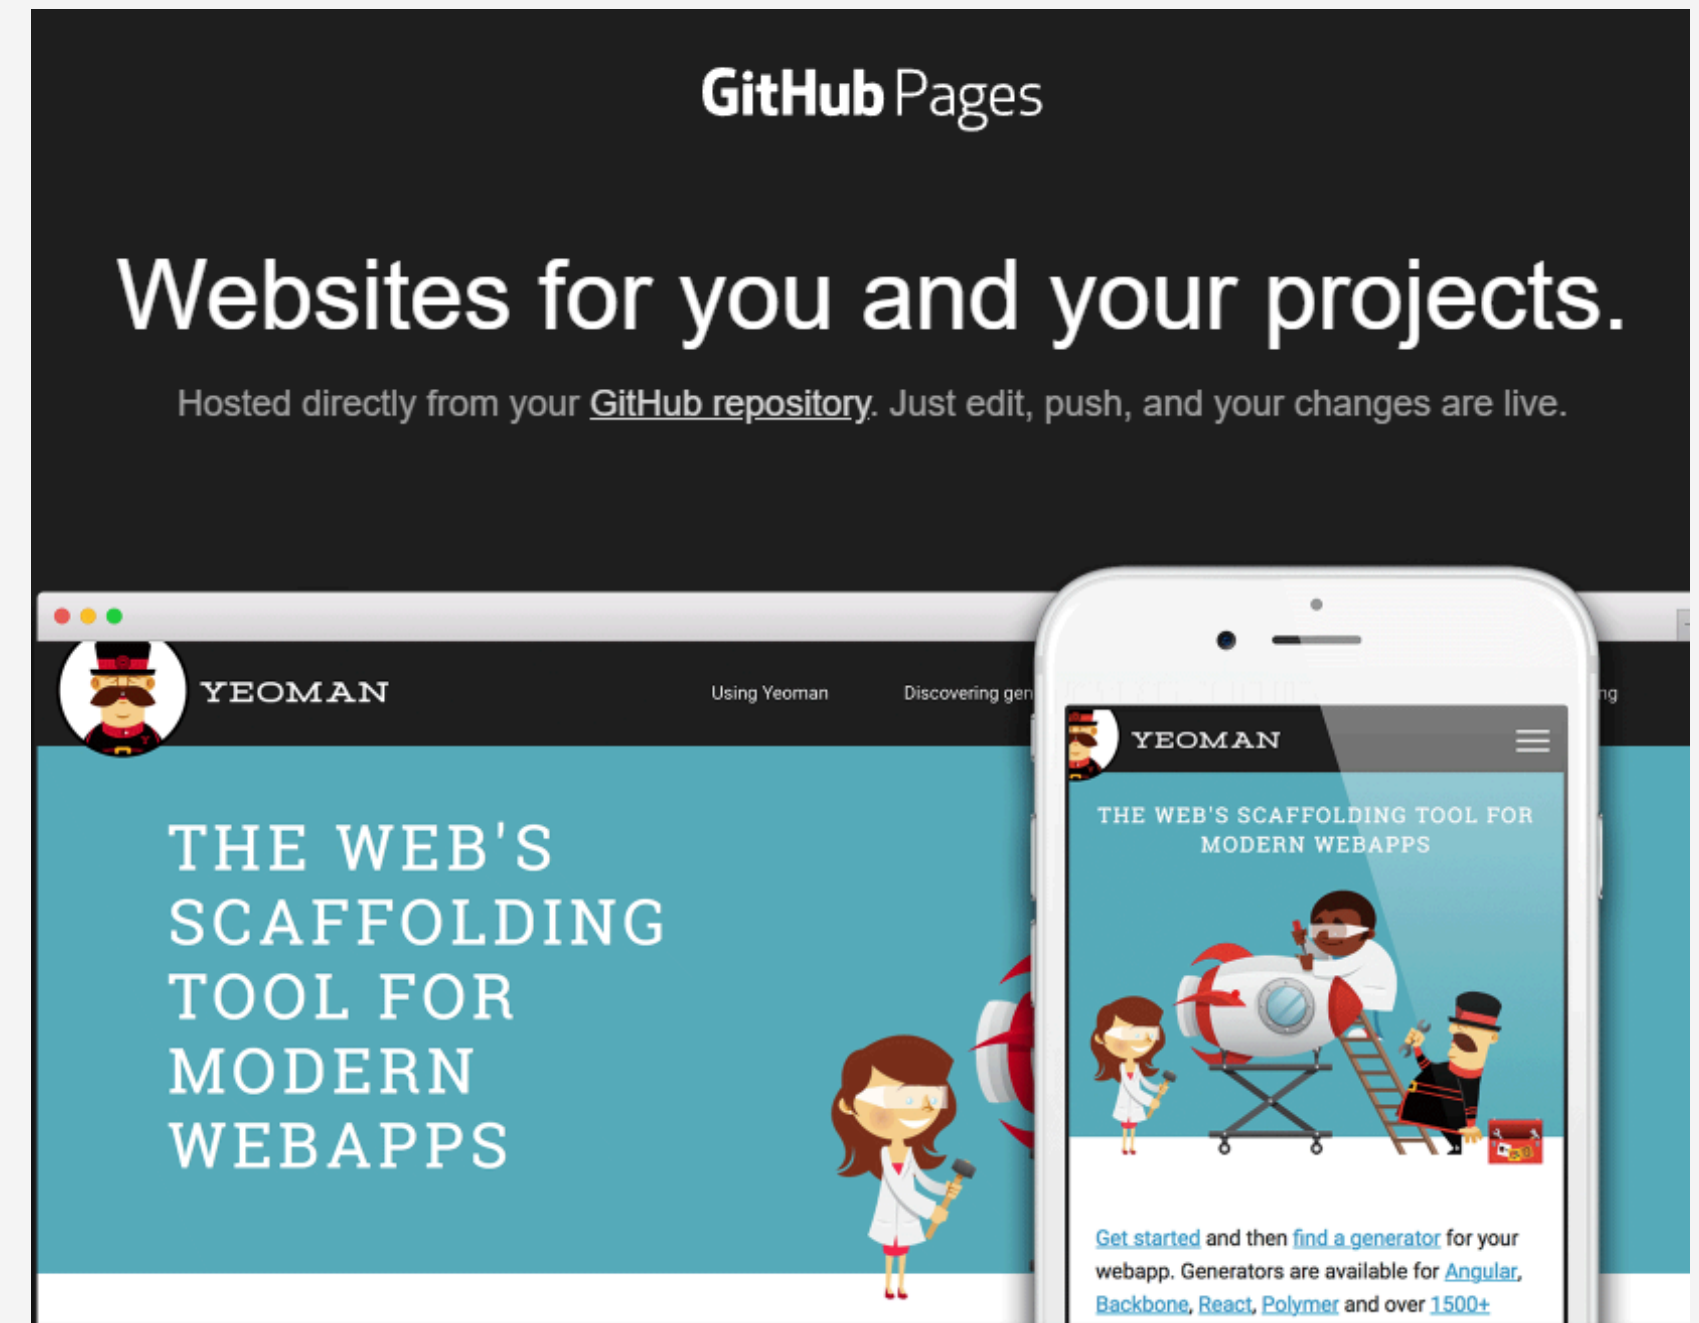 GitHub Pages
Websites for you and your projects.
Hosted directly from your GitHub repository. Just edit, push, and your changes are live.
YEOMAN
Using Yeoman
Discovering gen
ng
THE WEB'S
SCAFFOLDING
TOOL FOR
MODERN
WEBAPPS
YEOMAN
THE WEB'S SCAFFOLDING TOOL FOR
MODERN WEBAPPS
Get started and then find a generator for your
webapp. Generators are available for Angular,
Backbone, React, Polymer and over 1500+